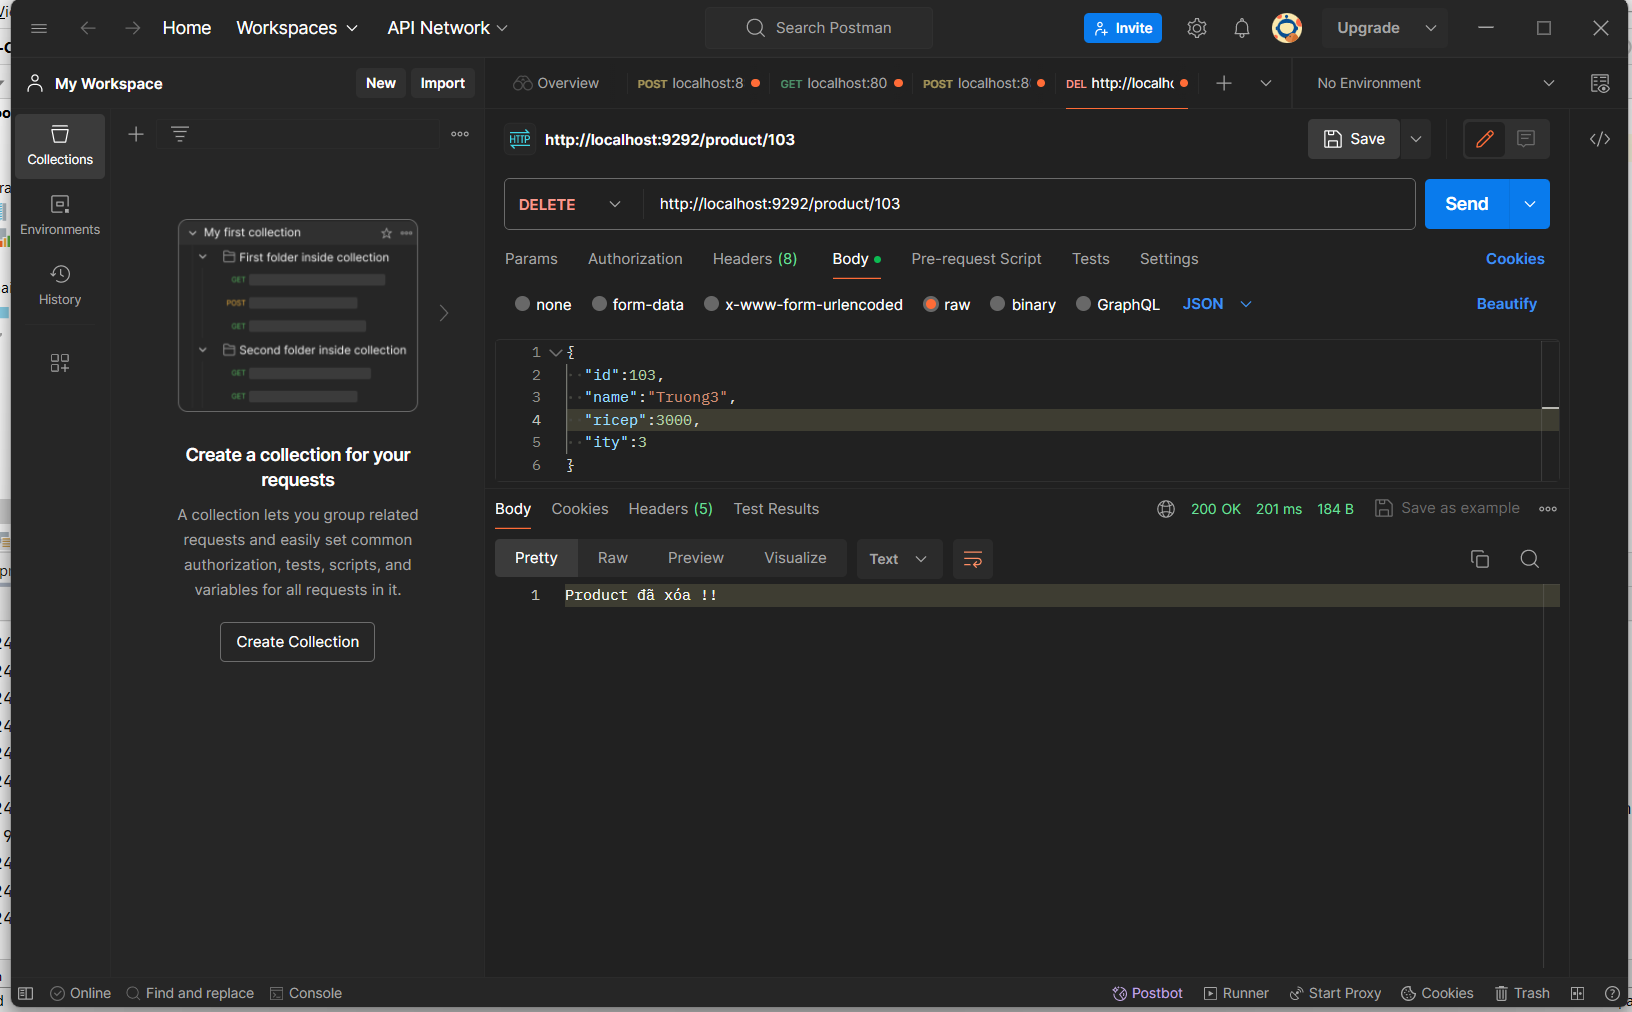 Home
Workspaces
API Network
Search Postman
Invite
Upgrade
My Workspace
New
Import
Overview
POST localhost:8
GET localhost:80
POST localhost:8
DEL http://localhc
No Environment
Collections
Environments
History
My first collection
First folder inside collection
GET
POST
GET
Second folder inside collection
GET
GET
Create a collection for your
requests
A collection lets you group related
requests and easily set common
authorization, tests, scripts, and
variables for all requests in it.
Create Collection
HTTP
http://localhost:9292/product/103
Save
DELETE
http://localhost:9292/product/103
Send
Params
Authorization
Headers (8)
Body
Pre-request Script
Tests
Settings
Cookies
none
form-data
x-www-form-urlencoded
raw
binary
GraphQL
JSON
Beautify
1 {
2 "id":103,
3 "name":"Truong3",
4 "ricep":3000,
5 "ity":3
6 }
Body
Cookies
Headers (5)
Test Results
200 OK
201 ms
184 B
Save as example
Pretty
Raw
Preview
Visualize
Text
1 Product đã xóa !!
Online
Find and replace
Console
Postbot
Runner
Start Proxy
Cookies
Trash